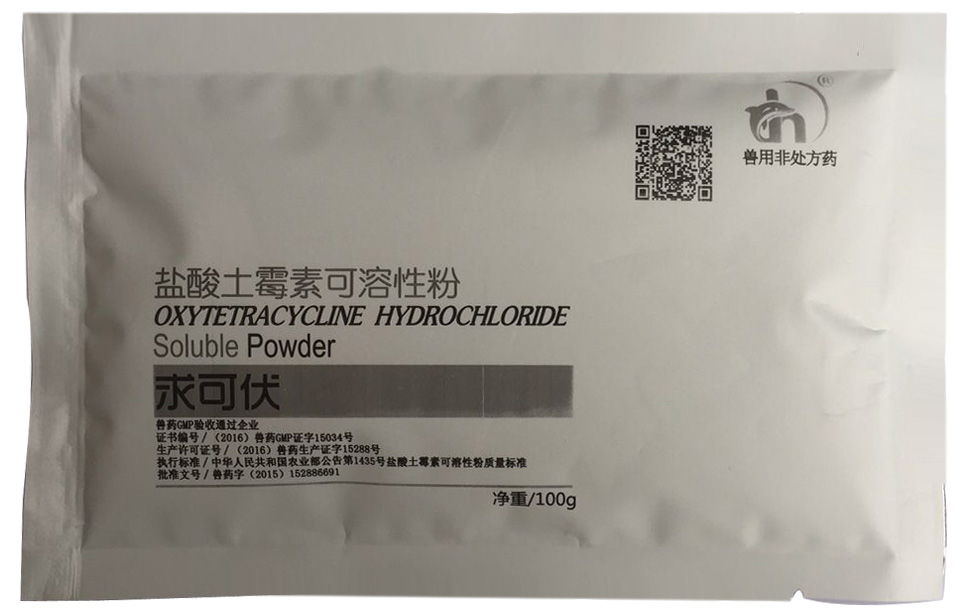 ®
兽用非处方药
盐酸土霉素可溶性粉
OXYTETRACYCLINE HYDROCHLORIDE
Soluble Powder
求可伏
兽药GMP验收通过企业
证书编号/（2016）兽药GMP证字15034号
生产许可证号/（2016）兽药生产证字15288号
执行标准/中华人民共和国农业部公告第1435号盐酸土霉素可溶性粉质量标准
批准文号/兽药字（2015）152886691
净重/100g